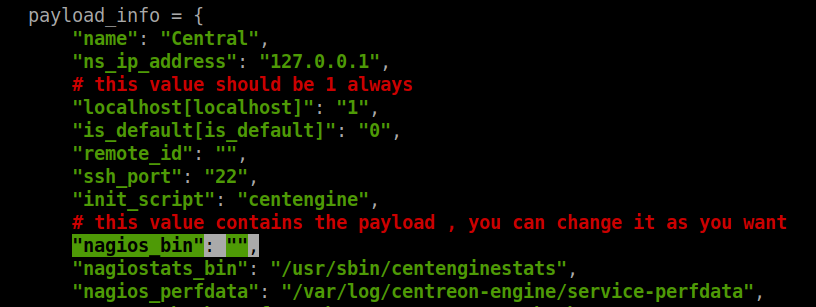 payload_info = {
"name": "Central",
"ns_ip_address": "127.0.0.1",
# this value should be 1 always
"localhost[localhost]": "1",
"is_default[is_default]": "0",
"remote_id": "",
"ssh_port": "22",
"init_script": "centengine",
# this value contains the payload , you can change it as you want
"nagios_bin": "",
"nagiostats_bin": "/usr/sbin/centenginestats",
"nagios_perfdata": "/var/log/centreon-engine/service-perfdata",